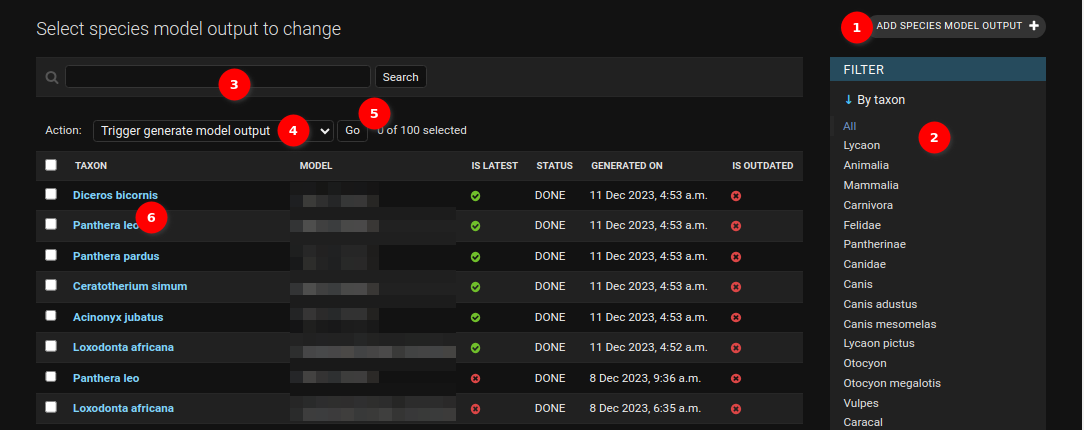 Select species model output to change
1 ADD SPECIES MODEL OUTPUT +
3 Search
Action: Trigger generate model output 4 Go 5 0 of 100 selected
TAXON MODEL IS LATEST STATUS GENERATED ON IS OUTDATED
Diceros bicornis DONE 11 Dec 2023, 4:53 a.m.
Panthera leo 6 DONE 11 Dec 2023, 4:53 a.m.
Panthera pardus DONE 11 Dec 2023, 4:53 a.m.
Ceratotherium simum DONE 11 Dec 2023, 4:53 a.m.
Acinonyx jubatus DONE 11 Dec 2023, 4:53 a.m.
Loxodonta africana DONE 11 Dec 2023, 4:52 a.m.
Panthera leo DONE 8 Dec 2023, 9:36 a.m.
Loxodonta africana DONE 8 Dec 2023, 6:35 a.m.
FILTER
↓ By taxon
All
2
Lycaon
Animalia
Mammalia
Carnivora
Felidae
Pantherinae
Canidae
Canis
Canis adustus
Canis mesomelas
Lycaon pictus
Otocyon
Otocyon megalotis
Vulpes
Caracal